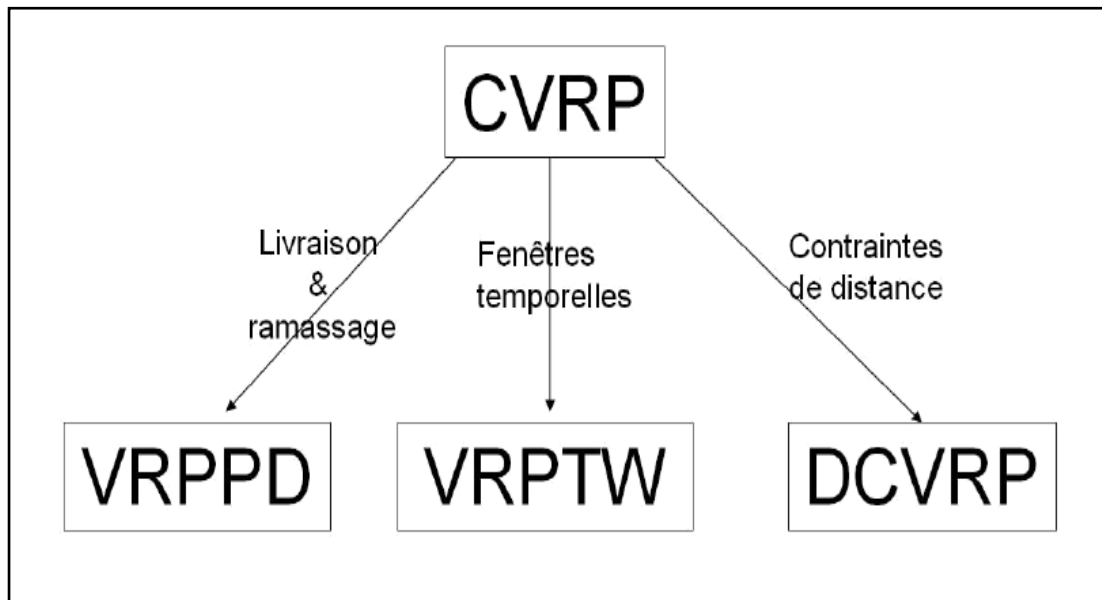 CVRP
Livraison
&
ramassage
Fenêtres
temporelles
Contraintes
de distance
VRPPD
VRPTW
DCVRP